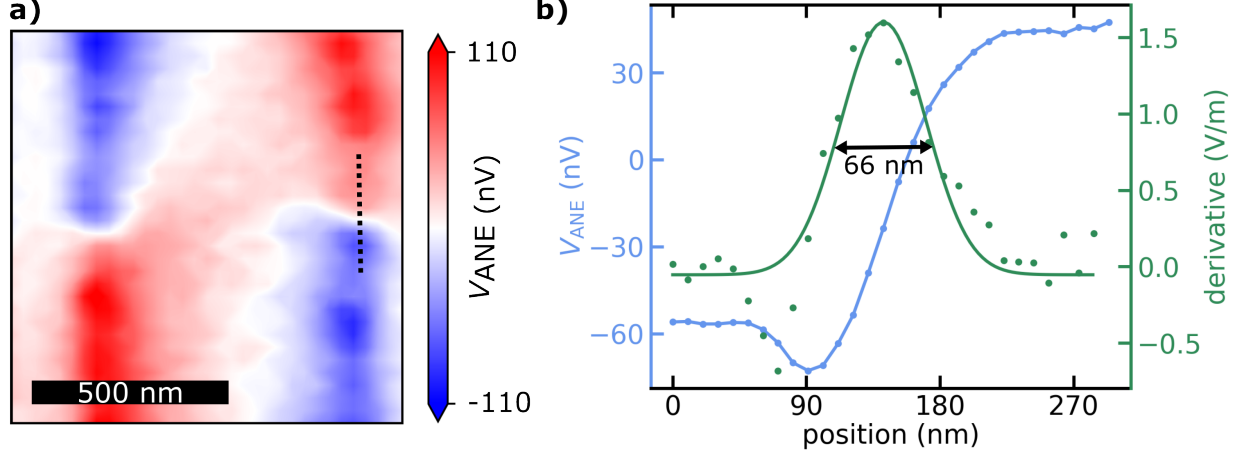 a)
110
V_ANE (nV)
-110
500 nm
b)
30
0
−30
−60
V_ANE (nV)
66 nm
1.5
1.0
0.5
0.0
−0.5
derivative (V/m)
0 90 180 270
position (nm)